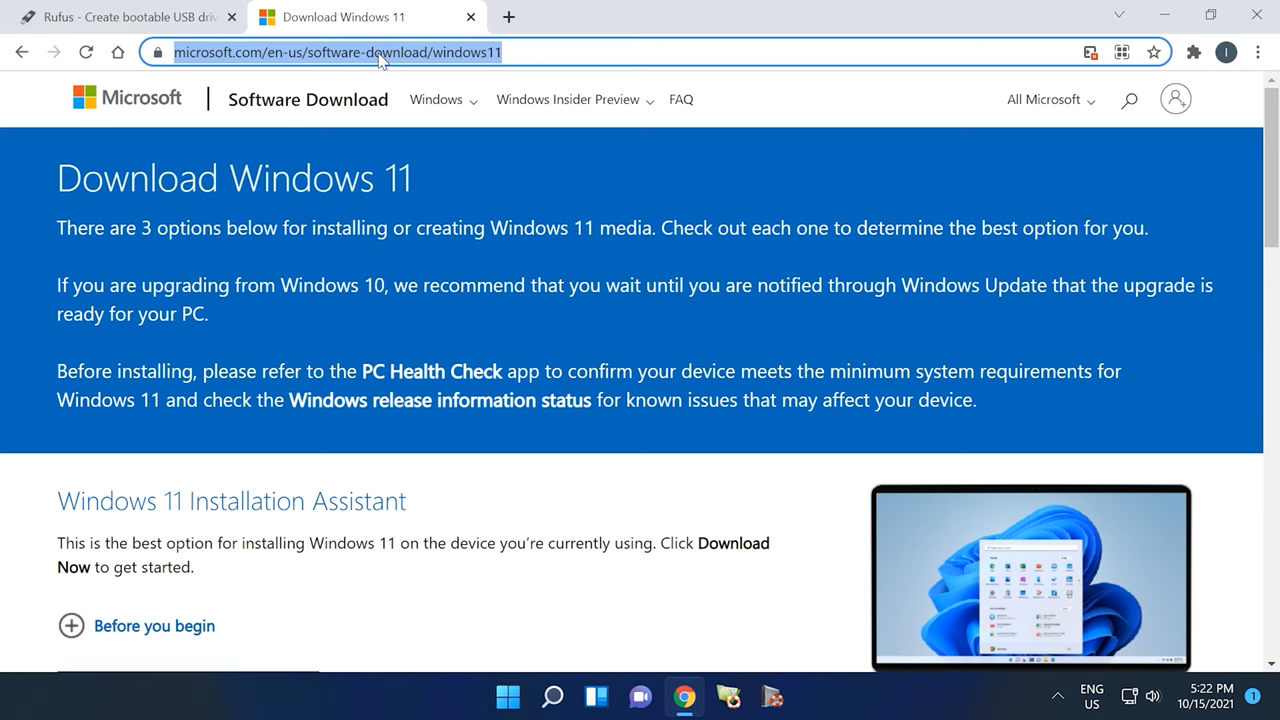 Rufus - Create bootable USB driv
Download Windows 11
microsoft.com/en-us/software-download/windows11
I
Microsoft
Software Download
Windows
Windows Insider Preview
FAQ
All Microsoft
Download Windows 11
There are 3 options below for installing or creating Windows 11 media. Check out each one to determine the best option for you.
If you are upgrading from Windows 10, we recommend that you wait until you are notified through Windows Update that the upgrade is
ready for your PC.
Before installing, please refer to the PC Health Check app to confirm your device meets the minimum system requirements for
Windows 11 and check the Windows release information status for known issues that may affect your device.
Windows 11 Installation Assistant
This is the best option for installing Windows 11 on the device you're currently using. Click Download
Now to get started.
Before you begin
ENG
US
5:22 PM
10/15/2021
1